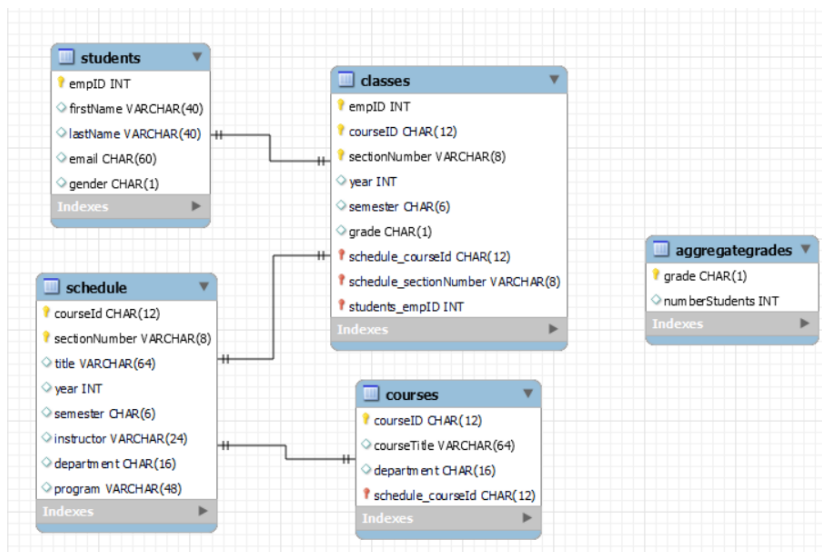 students
empID INT
firstName VARCHAR(40)
lastName VARCHAR(40)
email CHAR(60)
gender CHAR(1)
Indexes
classes
empID INT
courseID CHAR(12)
sectionNumber VARCHAR(8)
year INT
semester CHAR(6)
grade CHAR(1)
schedule_courseId CHAR(12)
schedule_sectionNumber VARCHAR(8)
students_empID INT
Indexes
aggregategrades
grade CHAR(1)
numberStudents INT
Indexes
schedule
courseId CHAR(12)
sectionNumber VARCHAR(8)
title VARCHAR(64)
year INT
semester CHAR(6)
instructor VARCHAR(24)
department CHAR(16)
program VARCHAR(48)
Indexes
courses
courseID CHAR(12)
courseTitle VARCHAR(64)
department CHAR(16)
schedule_courseId CHAR(12)
Indexes